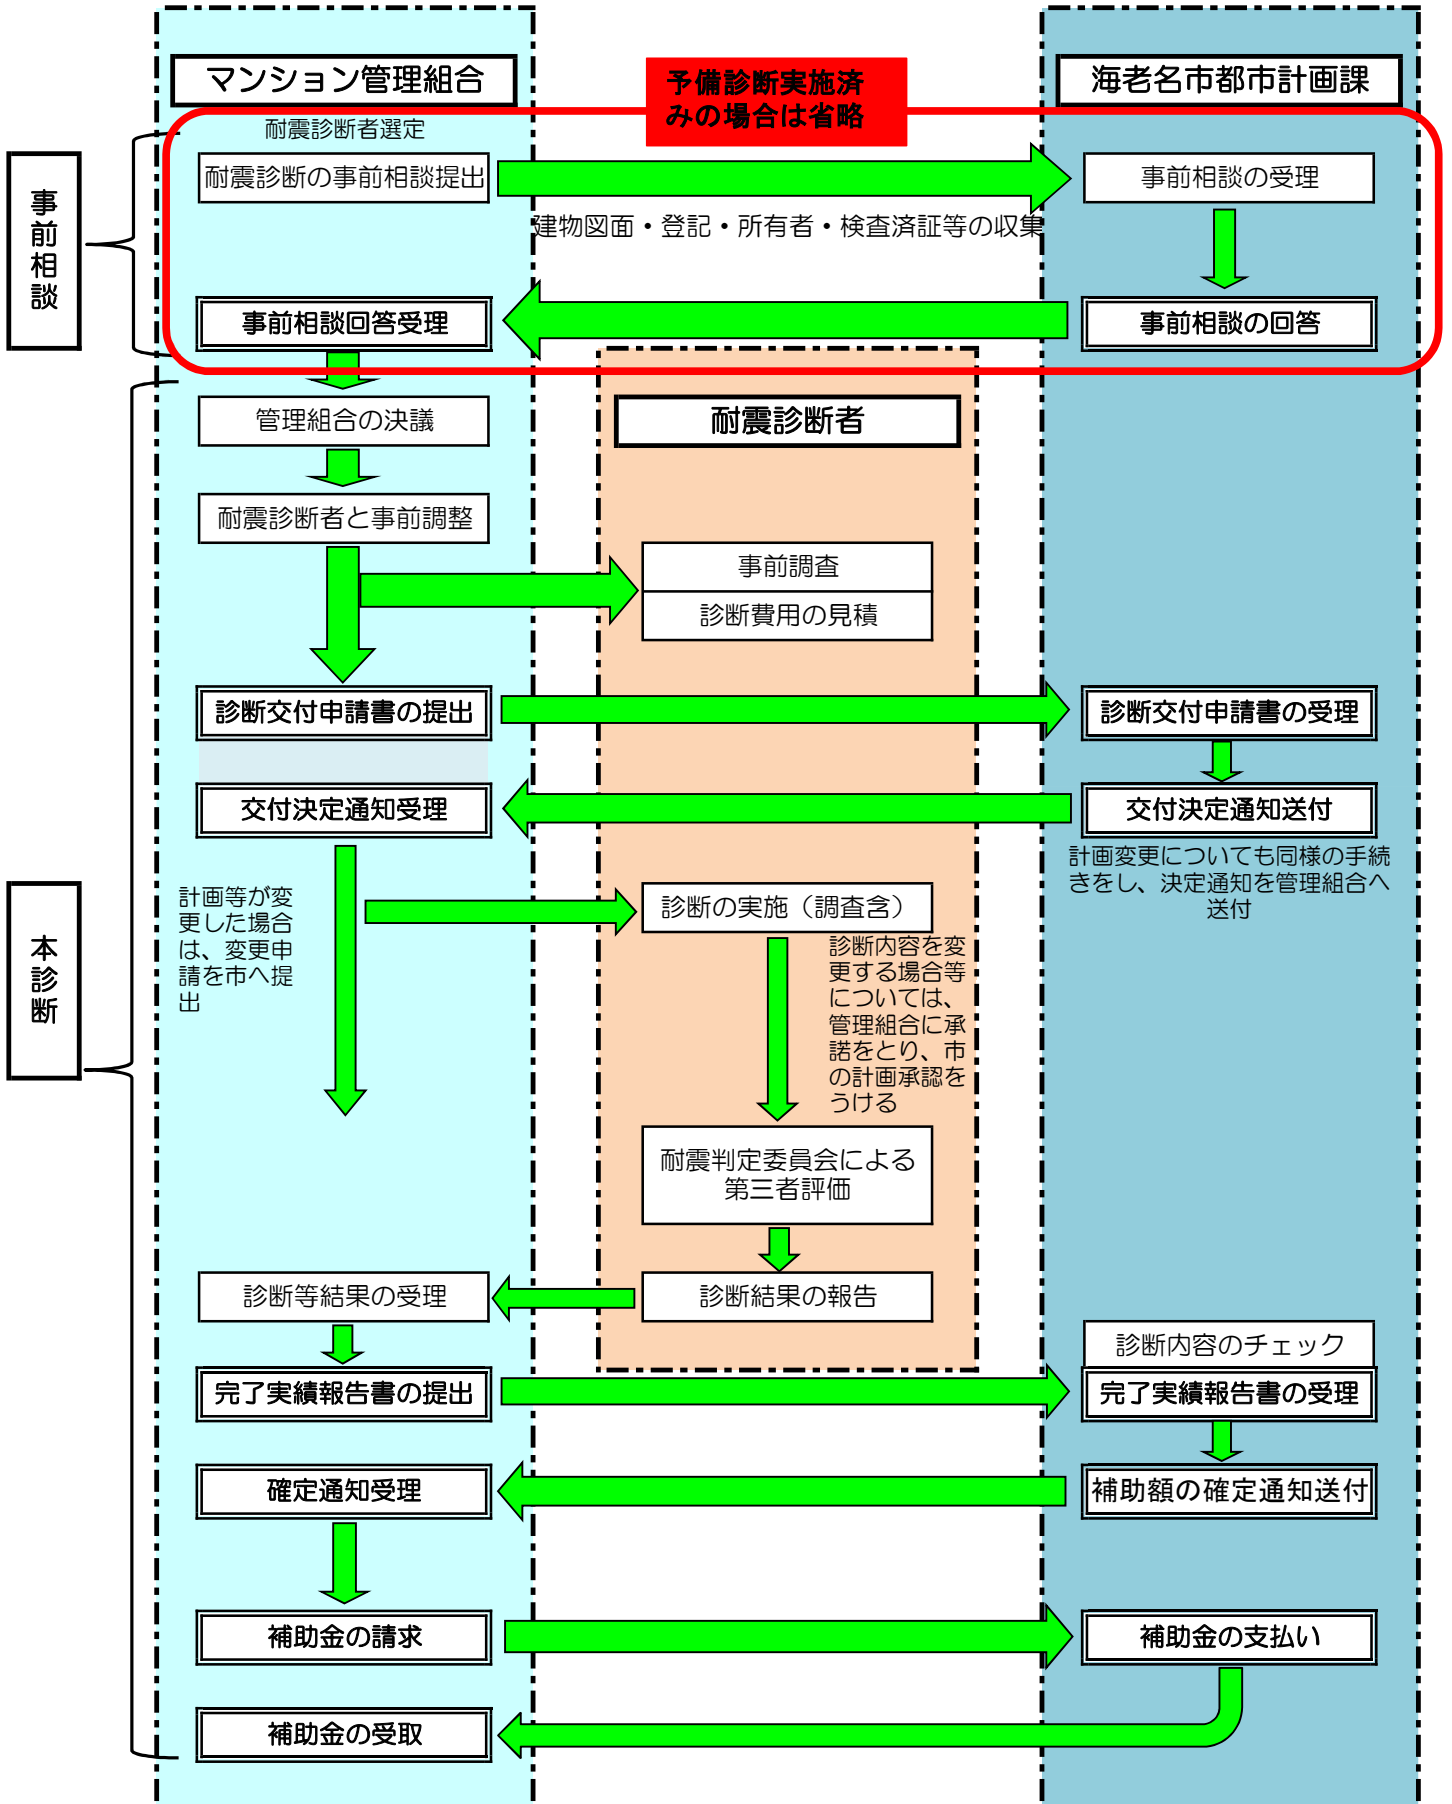 マンション管理組合
予備診断実施済
みの場合は省略
海老名市都市計画課
耐震診断者選定
事前相談
耐震診断の事前相談提出
事前相談の受理
建物図面・登記・所有者・検査済証等の収集
事前相談回答受理
事前相談の回答
管理組合の決議
耐震診断者
耐震診断者と事前調整
事前調査
診断費用の見積
診断交付申請書の提出
診断交付申請書の受理
交付決定通知受理
交付決定通知送付
計画変更についても同様の手続
きをし、決定通知を管理組合へ
送付
本診断
計画等が変
更した場合
は、変更申
請を市へ提
出
診断の実施（調査含）
診断内容を変
更する場合等
については、
管理組合に承
諾をとり、市
の計画承認を
うける
耐震判定委員会による
第三者評価
診断等結果の受理
診断結果の報告
診断内容のチェック
完了実績報告書の提出
完了実績報告書の受理
確定通知受理
補助額の確定通知送付
補助金の請求
補助金の支払い
補助金の受取